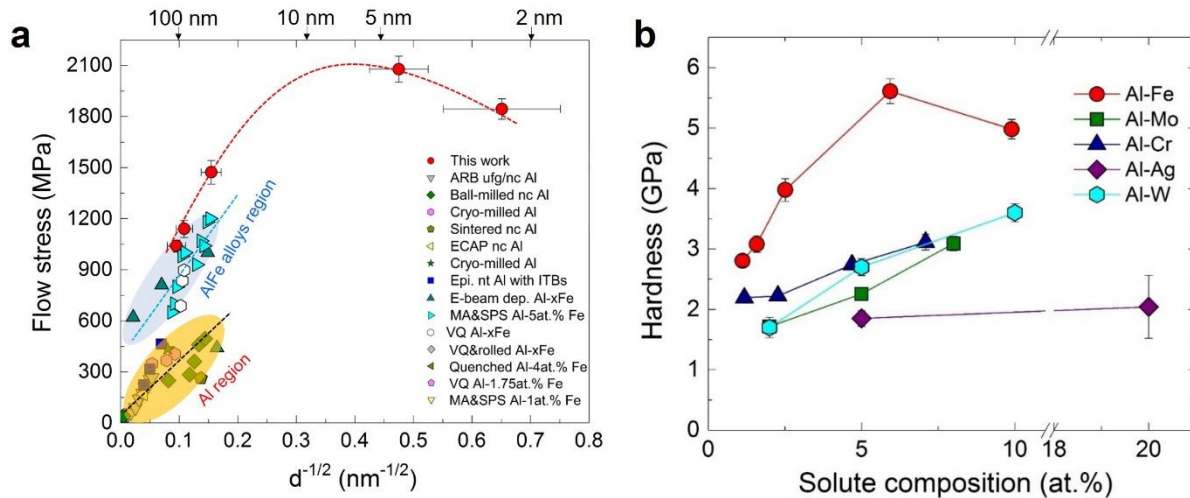 a
100 nm 10 nm 5 nm 2 nm
2100
1800
1500
1200
900
600
300
0
Flow stress (MPa)
AlFe alloys region
Al region
This work
ARB ufg/nc Al
Ball-milled nc Al
Cryo-milled Al
Sintered nc Al
ECAP nc Al
Cryo-milled Al
Epi. nt Al with ITBs
E-beam dep. Al-xFe
MA&SPS Al-5at.% Fe
VQ Al-xFe
VQ&rolled Al-xFe
Quenched Al-4at.% Fe
VQ Al-1.75at.% Fe
MA&SPS Al-1at.% Fe
0.0 0.1 0.2 0.3 0.4 0.5 0.6 0.7 0.8
d-1/2 (nm-1/2)
b
6
5
4
3
2
1
0
Hardness (GPa)
Al-Fe
Al-Mo
Al-Cr
Al-Ag
Al-W
0 5 10 18 20
Solute composition (at.%)